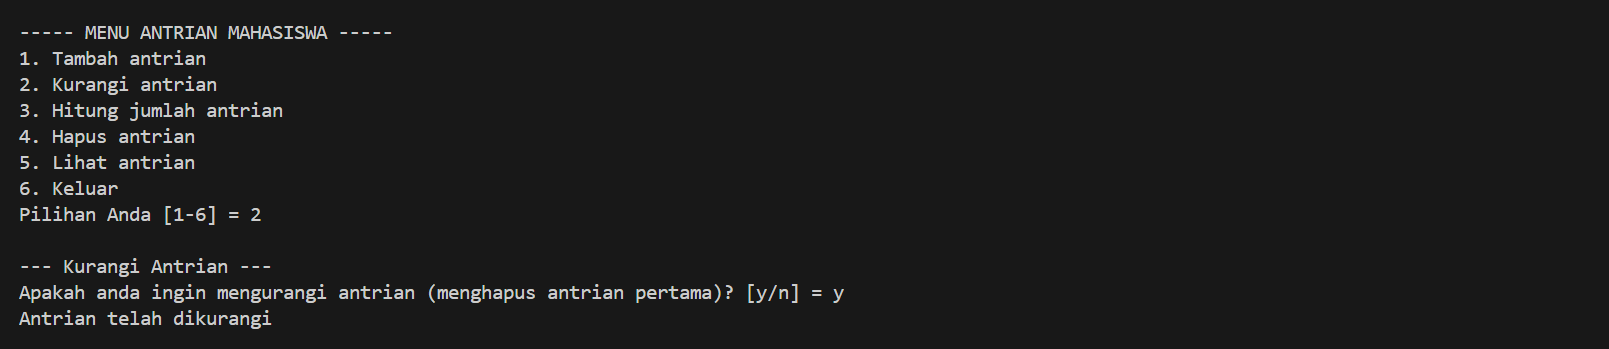 ----- MENU ANTRIAN MAHASISWA -----
1. Tambah antrian
2. Kurangi antrian
3. Hitung jumlah antrian
4. Hapus antrian
5. Lihat antrian
6. Keluar
Pilihan Anda [1-6] = 2
--- Kurangi Antrian ---
Apakah anda ingin mengurangi antrian (menghapus antrian pertama)? [y/n] = y
Antrian telah dikurangi